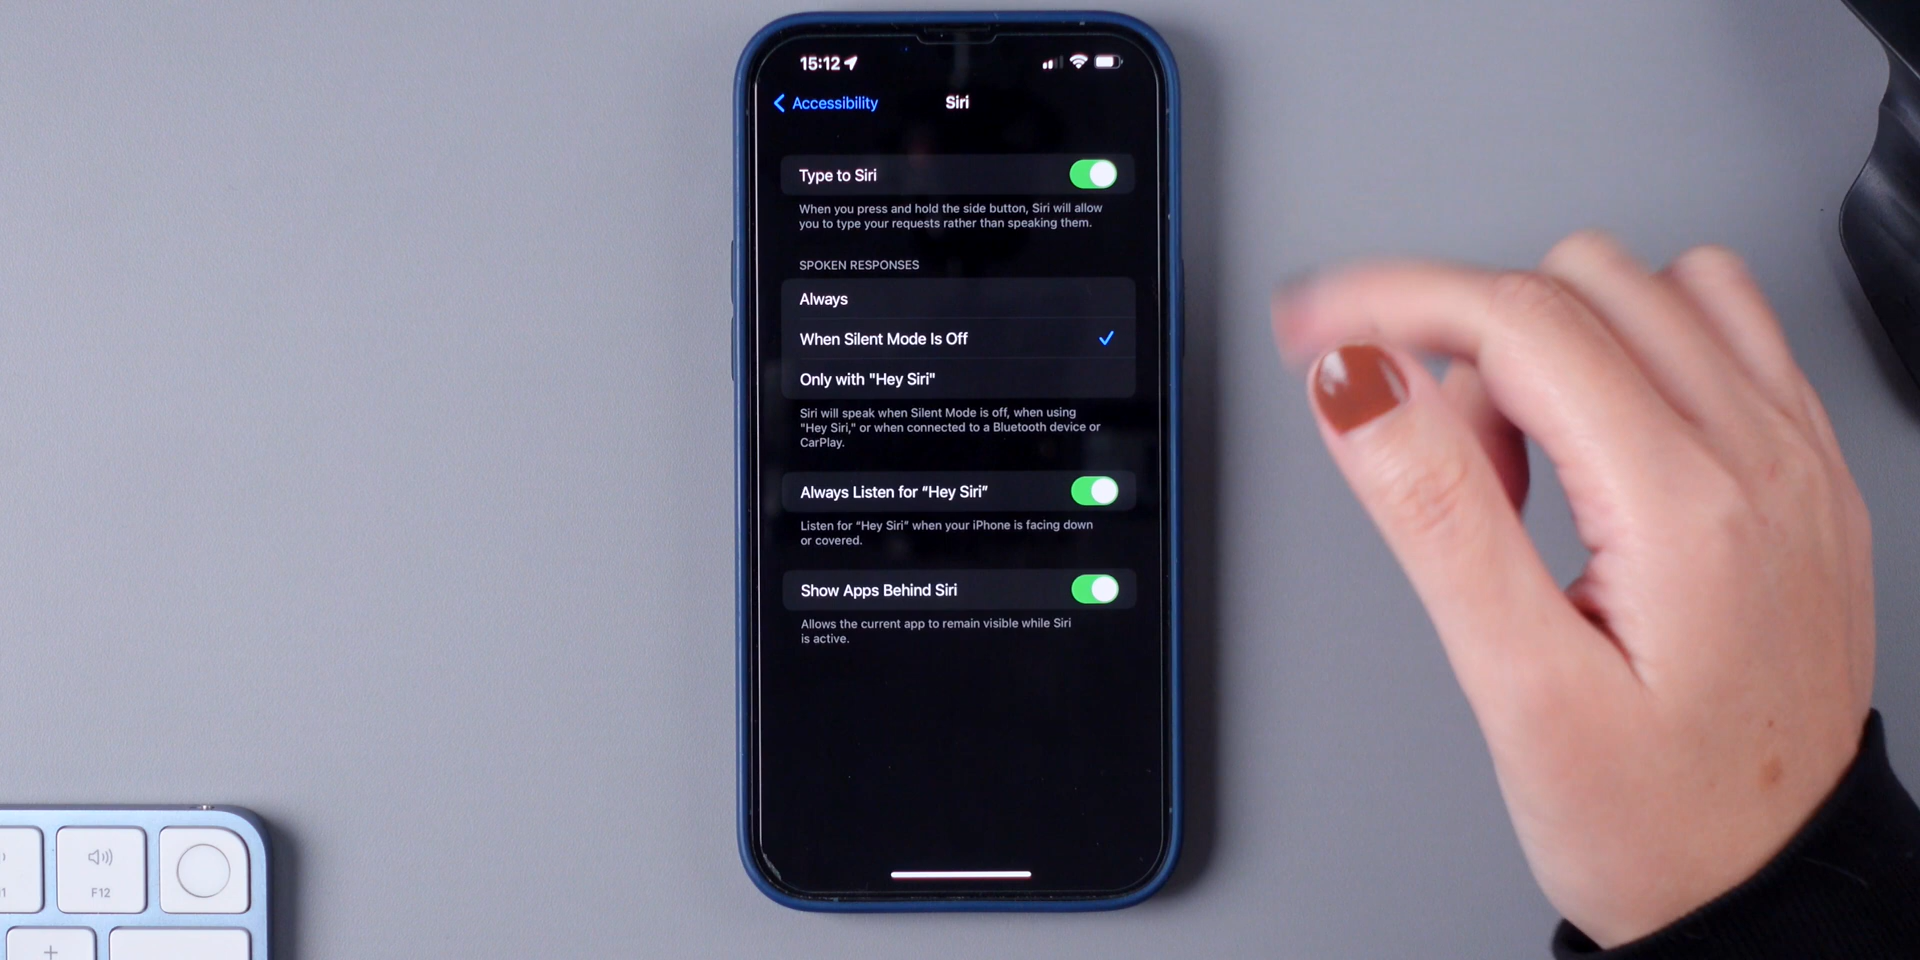 15:12
Accessibility
Siri
Type to Siri
When you press and hold the side button, Siri will allow
you to type your requests rather than speaking them.
SPOKEN RESPONSES
Always
When Silent Mode Is Off
Only with "Hey Siri"
Siri will speak when Silent Mode is off, when using
"Hey Siri," or when connected to a Bluetooth device or
CarPlay.
Always Listen for “Hey Siri”
Listen for “Hey Siri” when your iPhone is facing down
or covered.
Show Apps Behind Siri
Allows the current app to remain visible while Siri
is active.
F12
+